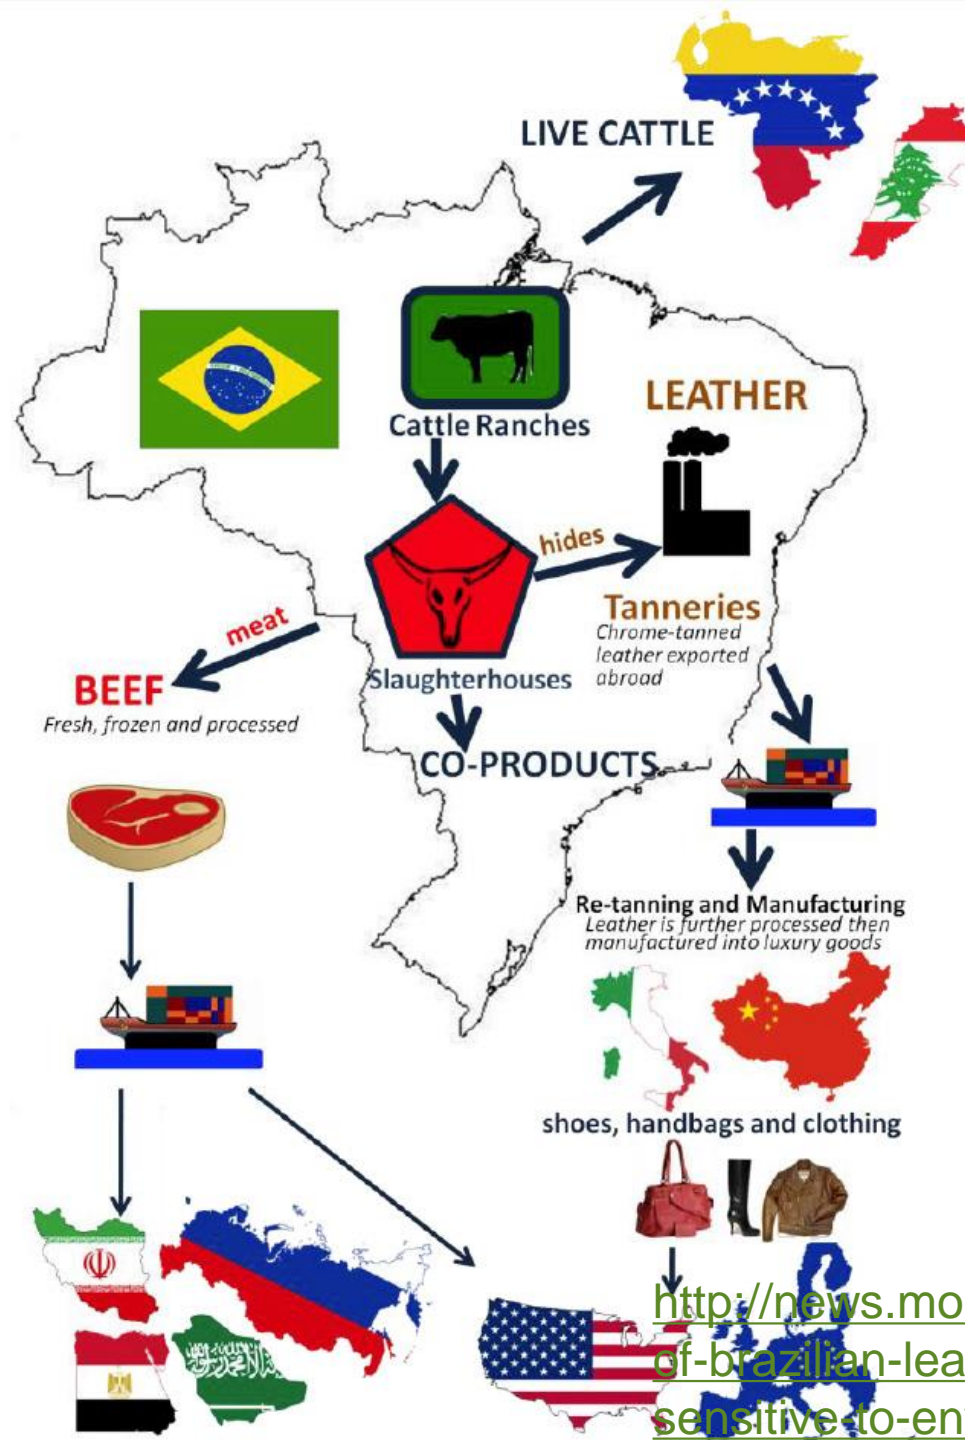 LIVE CATTLE
Cattle Ranches
LEATHER
hides
Tanneries
Chrome-tanned
leather exported
abroad
meat
BEEF
Fresh, frozen and processed
Slaughterhouses
CO-PRODUCTS
Re-tanning and Manufacturing
Leather is further processed then
manufactured into luxury goods
shoes, handbags and clothing
http://news.mo
of-brazilian-lea
sensitive-to-en